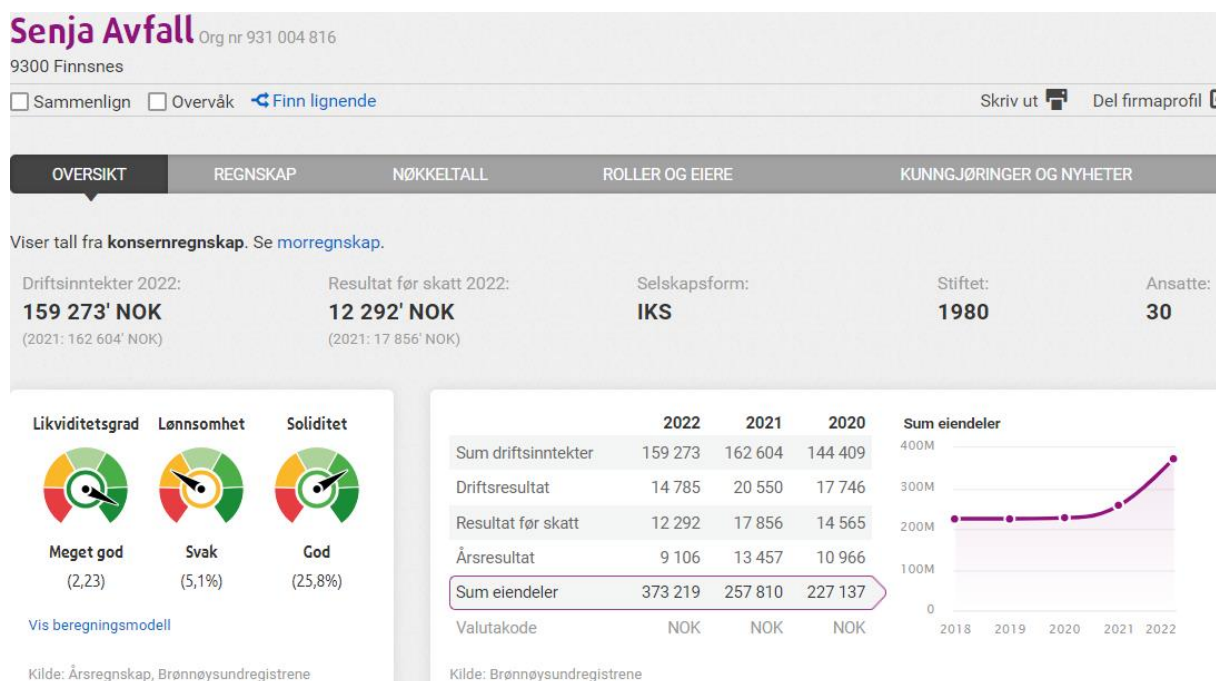 Senja Avfall Org nr 931 004 816
9300 Finnsnes
Sammenlign Overvåk Finn lignende Skriv ut Del firmaprofil
OVERSIKT REGNSKAP NØKKELTALL ROLLER OG EIERE KUNNGJØRINGER OG NYHETER
Viser tall fra konsernregnskap. Se morregnskap.
Driftsinntekter 2022: Resultat før skatt 2022: Selskapsform: Stiftet: Ansatte:
159 273' NOK 12 292' NOK IKS 1980 30
(2021: 162 604' NOK) (2021: 17 856' NOK)
Likviditetsgrad Lønnsomhet Soliditet
Meget god Svak God
(2,23) (5,1%) (25,8%)
Vis beregningsmodell
Kilde: Årsregnskap, Brønnøysundregistrene
2022 2021 2020
Sum driftsinntekter 159 273 162 604 144 409
Driftsresultat 14 785 20 550 17 746
Resultat før skatt 12 292 17 856 14 565
Årsresultat 9 106 13 457 10 966
Sum eiendeler 373 219 257 810 227 137
Valutakode NOK NOK NOK
Kilde: Brønnøysundregistrene
Sum eiendeler
400M
300M
200M
100M
0
2018 2019 2020 2021 2022